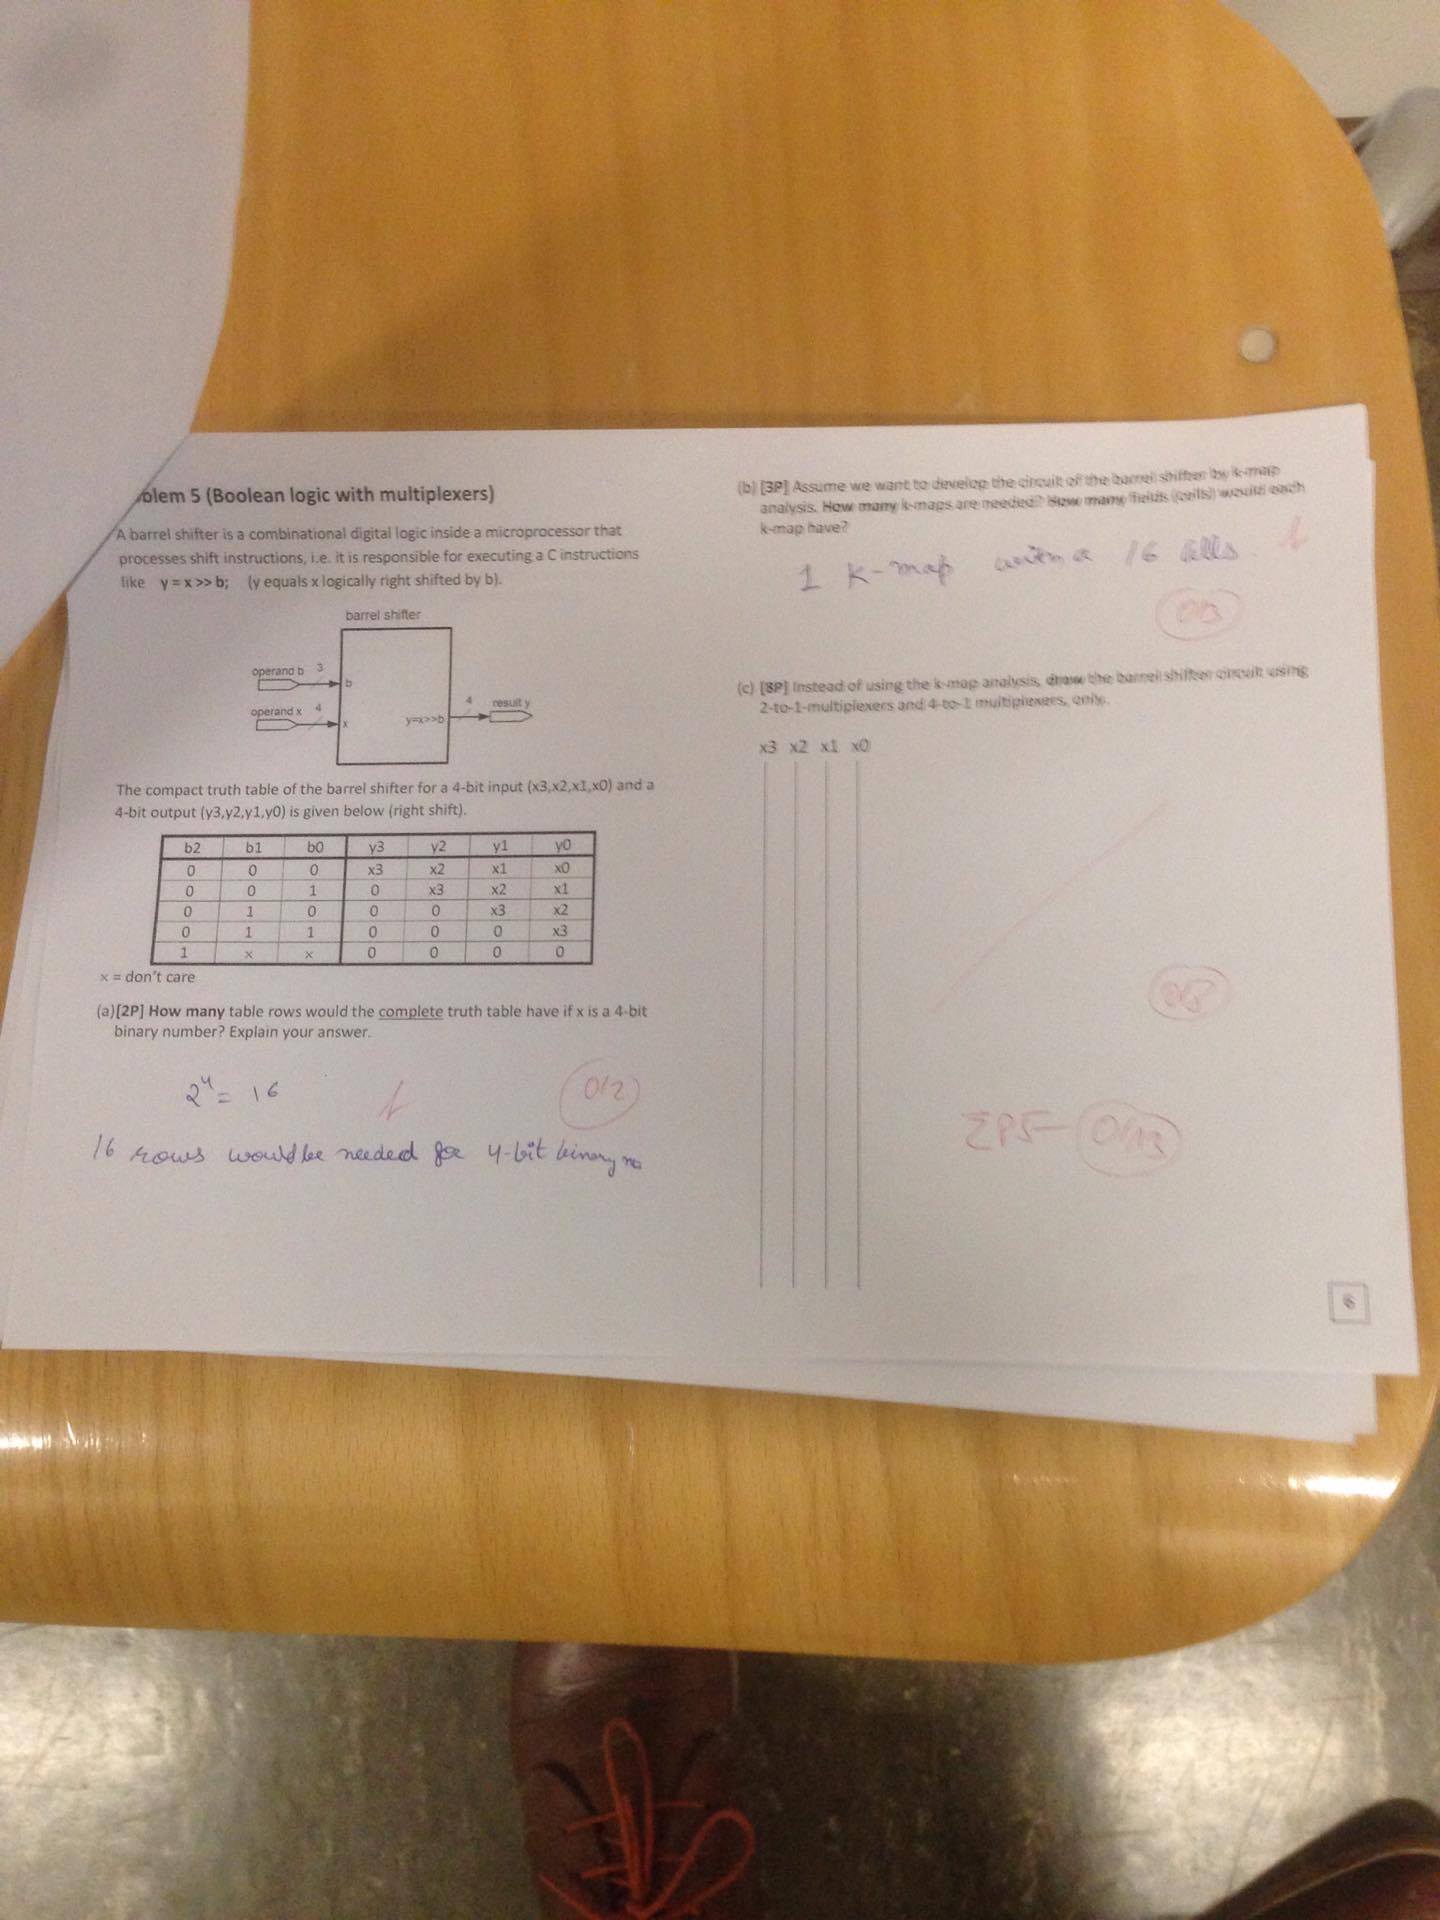 blem 5 (Boolean logic with multiplexers)
A barrel shifter is a combinational digital logic inside a microprocessor that
processes shift instructions, i.e. it is responsible for executing a C instructions
like y = x >> b; (y equals x logically right shifted by b).
barrel shifter
operand b 3
b
operand x 4
x
y=x>>b
4
result y
The compact truth table of the barrel shifter for a 4-bit input (x3,x2,x1,x0) and a
4-bit output (y3,y2,y1,y0) is given below (right shift).
b2 b1 b0 y3 y2 y1 y0
0 0 0 x3 x2 x1 x0
0 0 1 0 x3 x2 x1
0 1 0 0 0 x3 x2
0 1 1 0 0 0 x3
1 x x 0 0 0 0
x = don't care
(a)[2P] How many table rows would the complete truth table have if x is a 4-bit
binary number? Explain your answer.
2⁴ = 16
0/2
16 rows would be needed for 4-bit binary no
(b) [3P] Assume we want to develop the circuit of the barrel shifter by k-map
analysis. How many k-maps are needed? How many fields (cells) would each
k-map have?
1 K-map with a 16 cells.
0/3
(c) [8P] Instead of using the k-map analysis, draw the barrel shifter circuit using
2-to-1-multiplexers and 4-to-1 multiplexers, only.
x3 x2 x1 x0
0/8
ΣP5 = 0/13